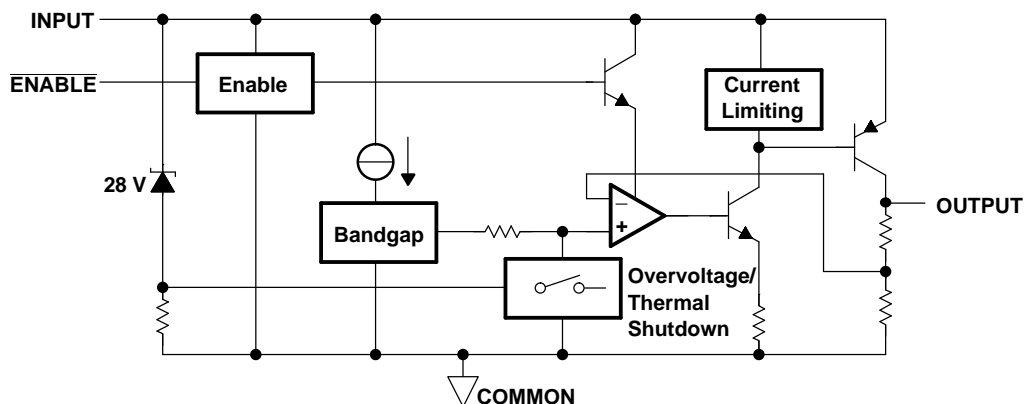 INPUT
ENABLE
Enable
Current
Limiting
28 V
OUTPUT
Bandgap
−
+
Overvoltage/
Thermal
Shutdown
COMMON